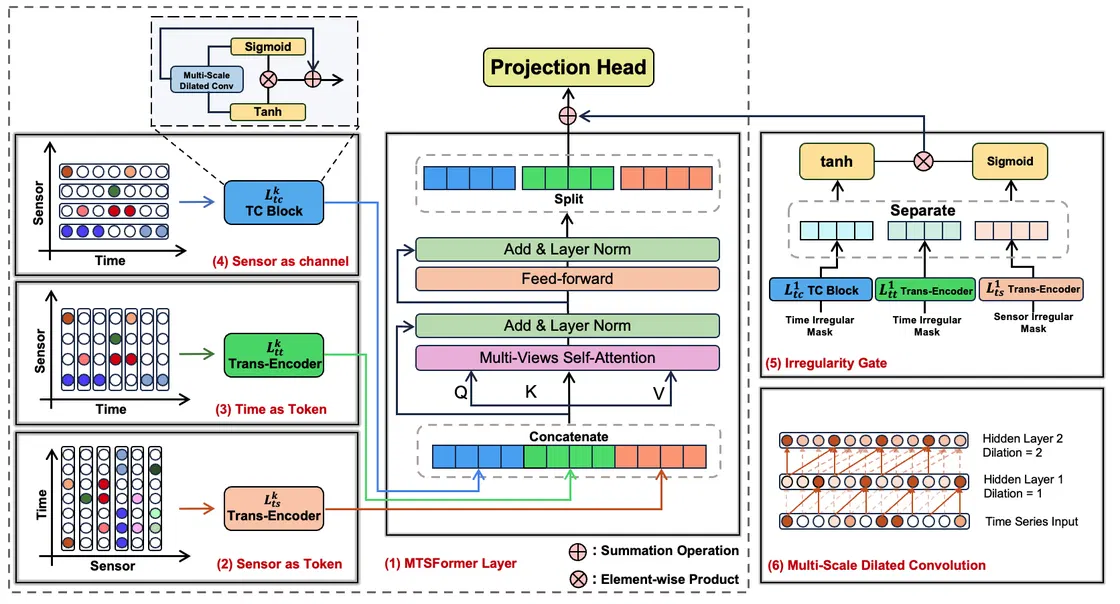 Sigmoid
Multi-Scale
Dilated Conv
Tanh
Projection Head
Sensor
Time
L^k_tc
TC Block
(4) Sensor as channel
Sensor
Time
L^k_tt
Trans-Encoder
(3) Time as Token
Time
Sensor
L^k_ts
Trans-Encoder
(2) Sensor as Token
Split
Add & Layer Norm
Feed-forward
Add & Layer Norm
Multi-Views Self-Attention
Q K V
Concatenate
(1) MTSFormer Layer
: Summation Operation
: Element-wise Product
tanh
Sigmoid
Separate
L^1_tc TC Block
L^1_tt Trans-Encoder
L^1_ts Trans-Encoder
Time Irregular
Mask
Time Irregular
Mask
Sensor Irregular
Mask
(5) Irregularity Gate
Hidden Layer 2
Dilation = 2
Hidden Layer 1
Dilation = 1
Time Series Input
(6) Multi-Scale Dilated Convolution